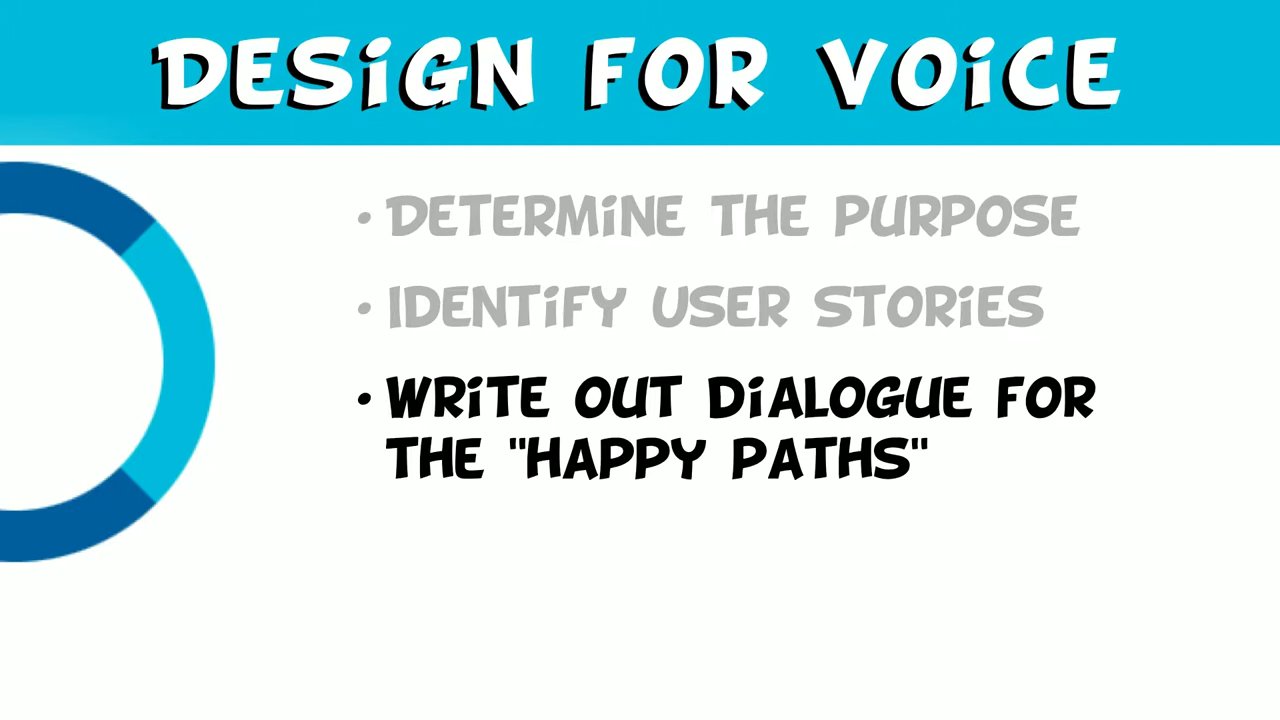 DESIGN FOR VOICE
• DETERMINE THE PURPOSE
• IDENTIFY USER STORIES
• WRITE OUT DIALOGUE FOR
THE "HAPPY PATHS"